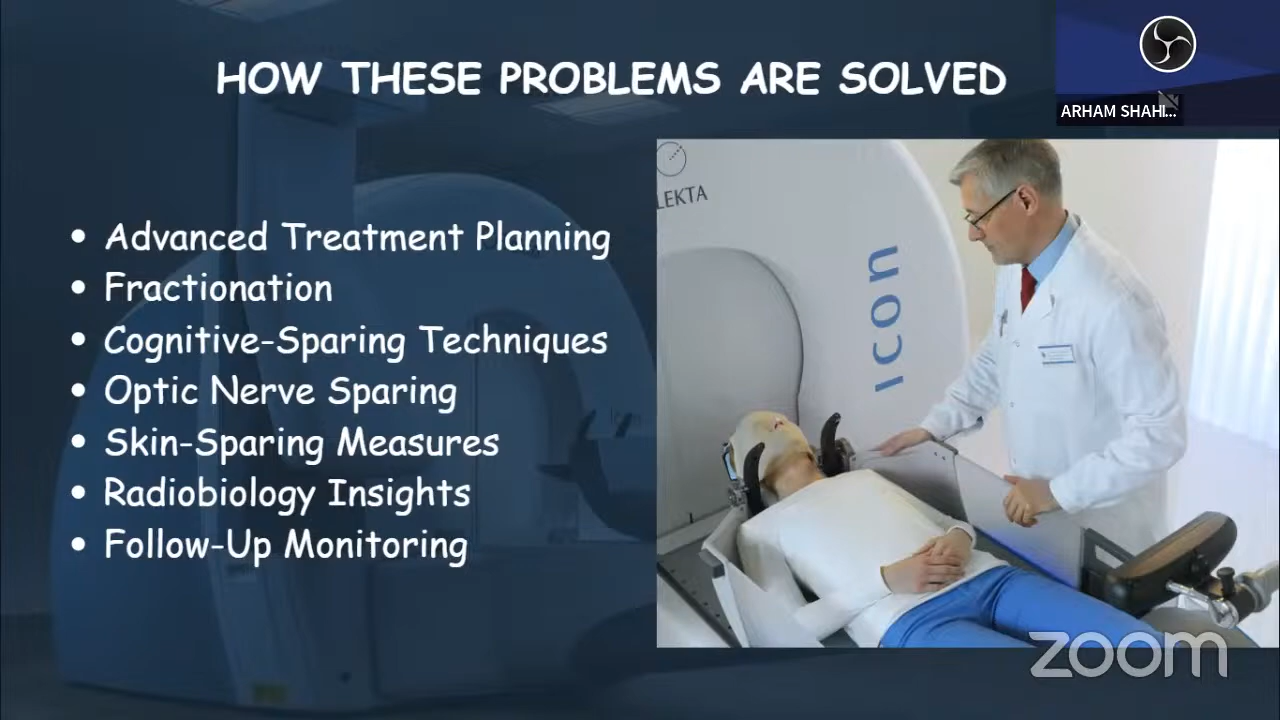 HOW THESE PROBLEMS ARE SOLVED
ARHAM SHAHI...
• Advanced Treatment Planning
• Fractionation
• Cognitive-Sparing Techniques
• Optic Nerve Sparing
• Skin-Sparing Measures
• Radiobiology Insights
• Follow-Up Monitoring
LEKTA
icon
zoom